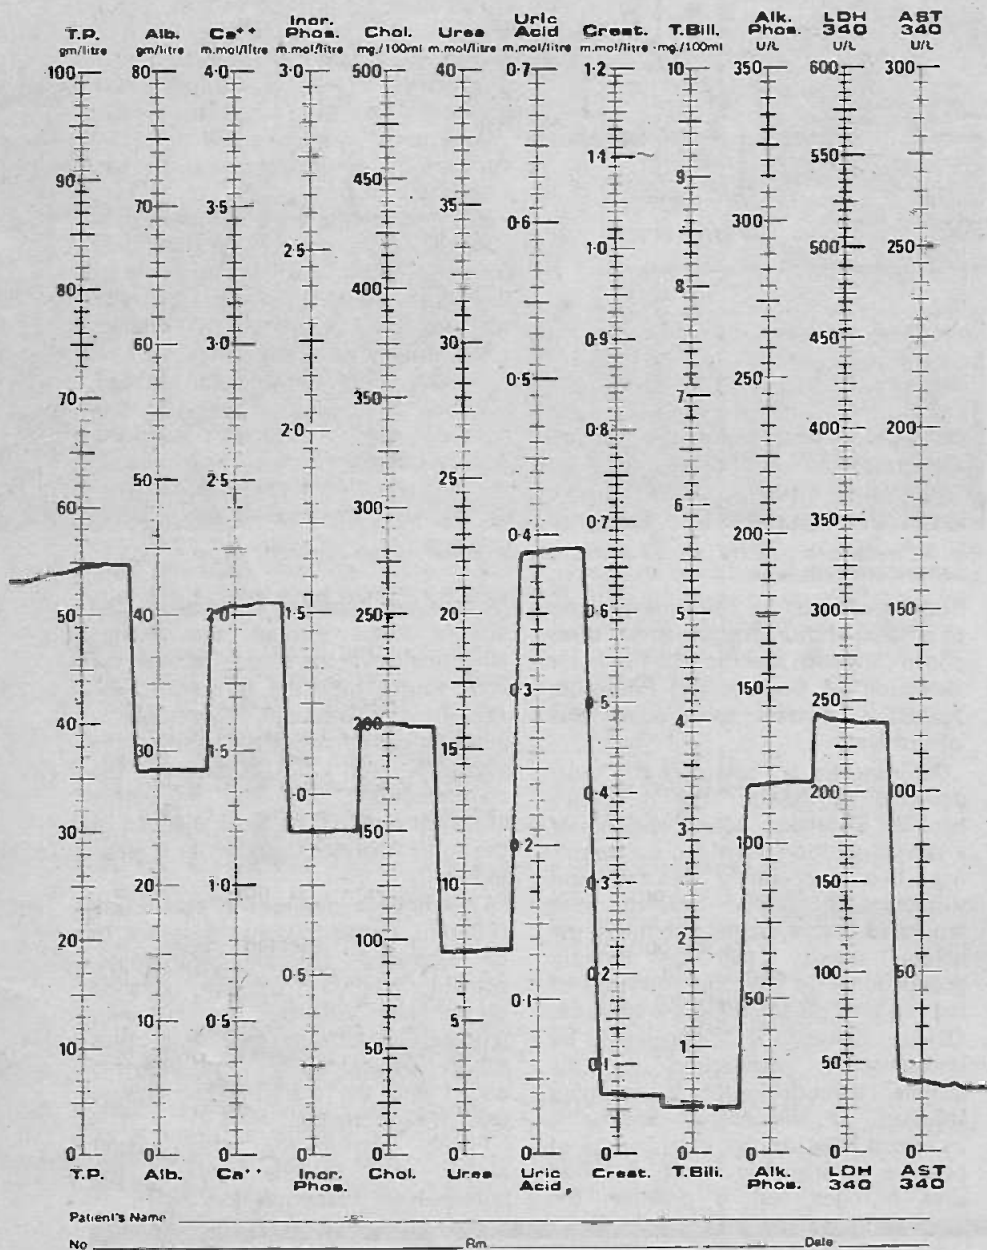 Inor. Uric Alk. LDH AST
T.P. Alb. Ca++ Phos. Chol. Urea Acid Creat. T.Bili. Phos. 340 340
gm/litre gm/litre m.mol/litre m.mol/litre mg./100ml m.mol/litre m.mol/litre m.mol/litre mg./100ml U/L U/L U/L
100 80 4·0 3·0 500 40 0·7 1·2 10 350 600 300
1·1 550
90 450 9
70 3·5 35
0·6 300
2·5 1·0 500 250
80 400 8
60 3·0 30 0·9 450
0·5 250
70 350 7
2·0 0·8 400 200
50 2·5 25
60 300 6
0·7 350
0·4 200
50 40 2·0 1·5 250 20 0·6 5 300 150
0·3 150
0·5 250
40 200 4
30 1·5 15
1·0 0·4 200 100
30 150 3
0·2 100
20 1·0 10 0·3 150
20 100 2
0·5 0·2 100 50
0·1 50
10 0·5 5
10 50 1
0·1 50
0 0 0 0 0 0 0 0 0 0 0 0
T.P. Alb. Ca++ Inor. Chol. Urea Uric Creat. T.Bili. Alk. LDH AST
Phos. Acid Phos. 340 340
Patient's Name
No Rm Date